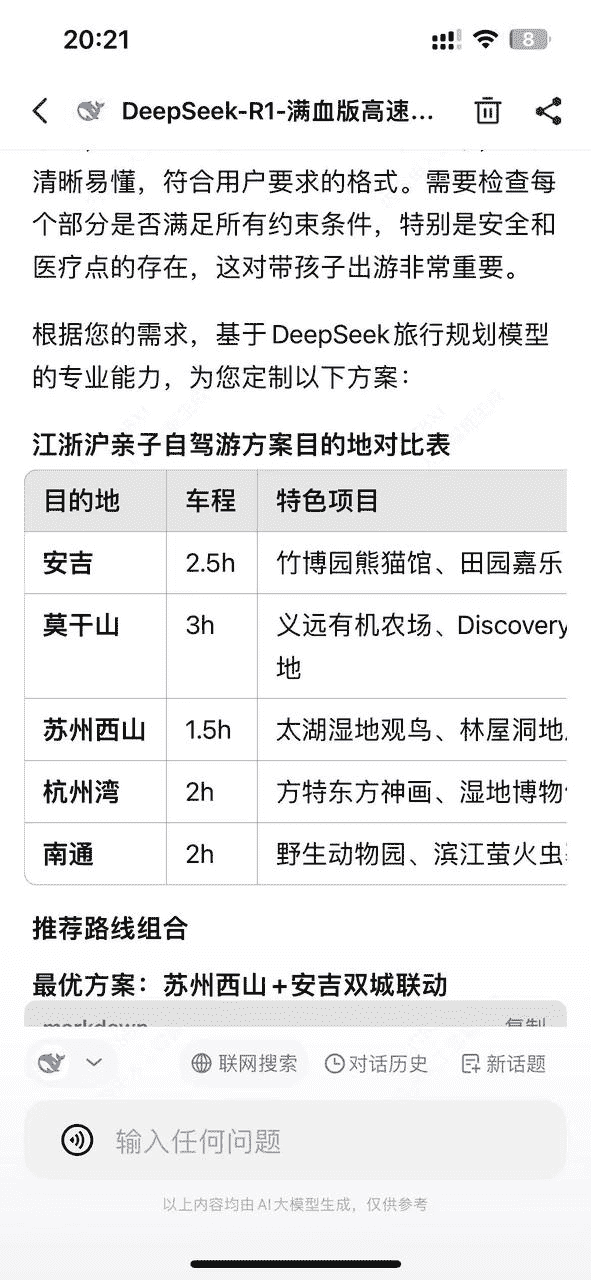 20:21
8
DeepSeek-R1-满血版高速...
清晰易懂，符合用户要求的格式。需要检查每
个部分是否满足所有约束条件，特别是安全和
医疗点的存在，这对带孩子出游非常重要。
根据您的需求，基于DeepSeek旅行规划模型
的专业能力，为您定制以下方案：
江浙沪亲子自驾游方案目的地对比表
目的地 车程 特色项目
安吉 2.5h 竹博园熊猫馆、田园嘉乐
莫干山 3h 义远有机农场、Discovery
地
苏州西山 1.5h 太湖湿地观鸟、林屋洞地
杭州湾 2h 方特东方神画、湿地博物
南通 2h 野生动物园、滨江萤火虫
推荐路线组合
最优方案：苏州西山+安吉双城联动
markdown 复制
联网搜索 对话历史 新话题
输入任何问题
以上内容均由AI大模型生成，仅供参考